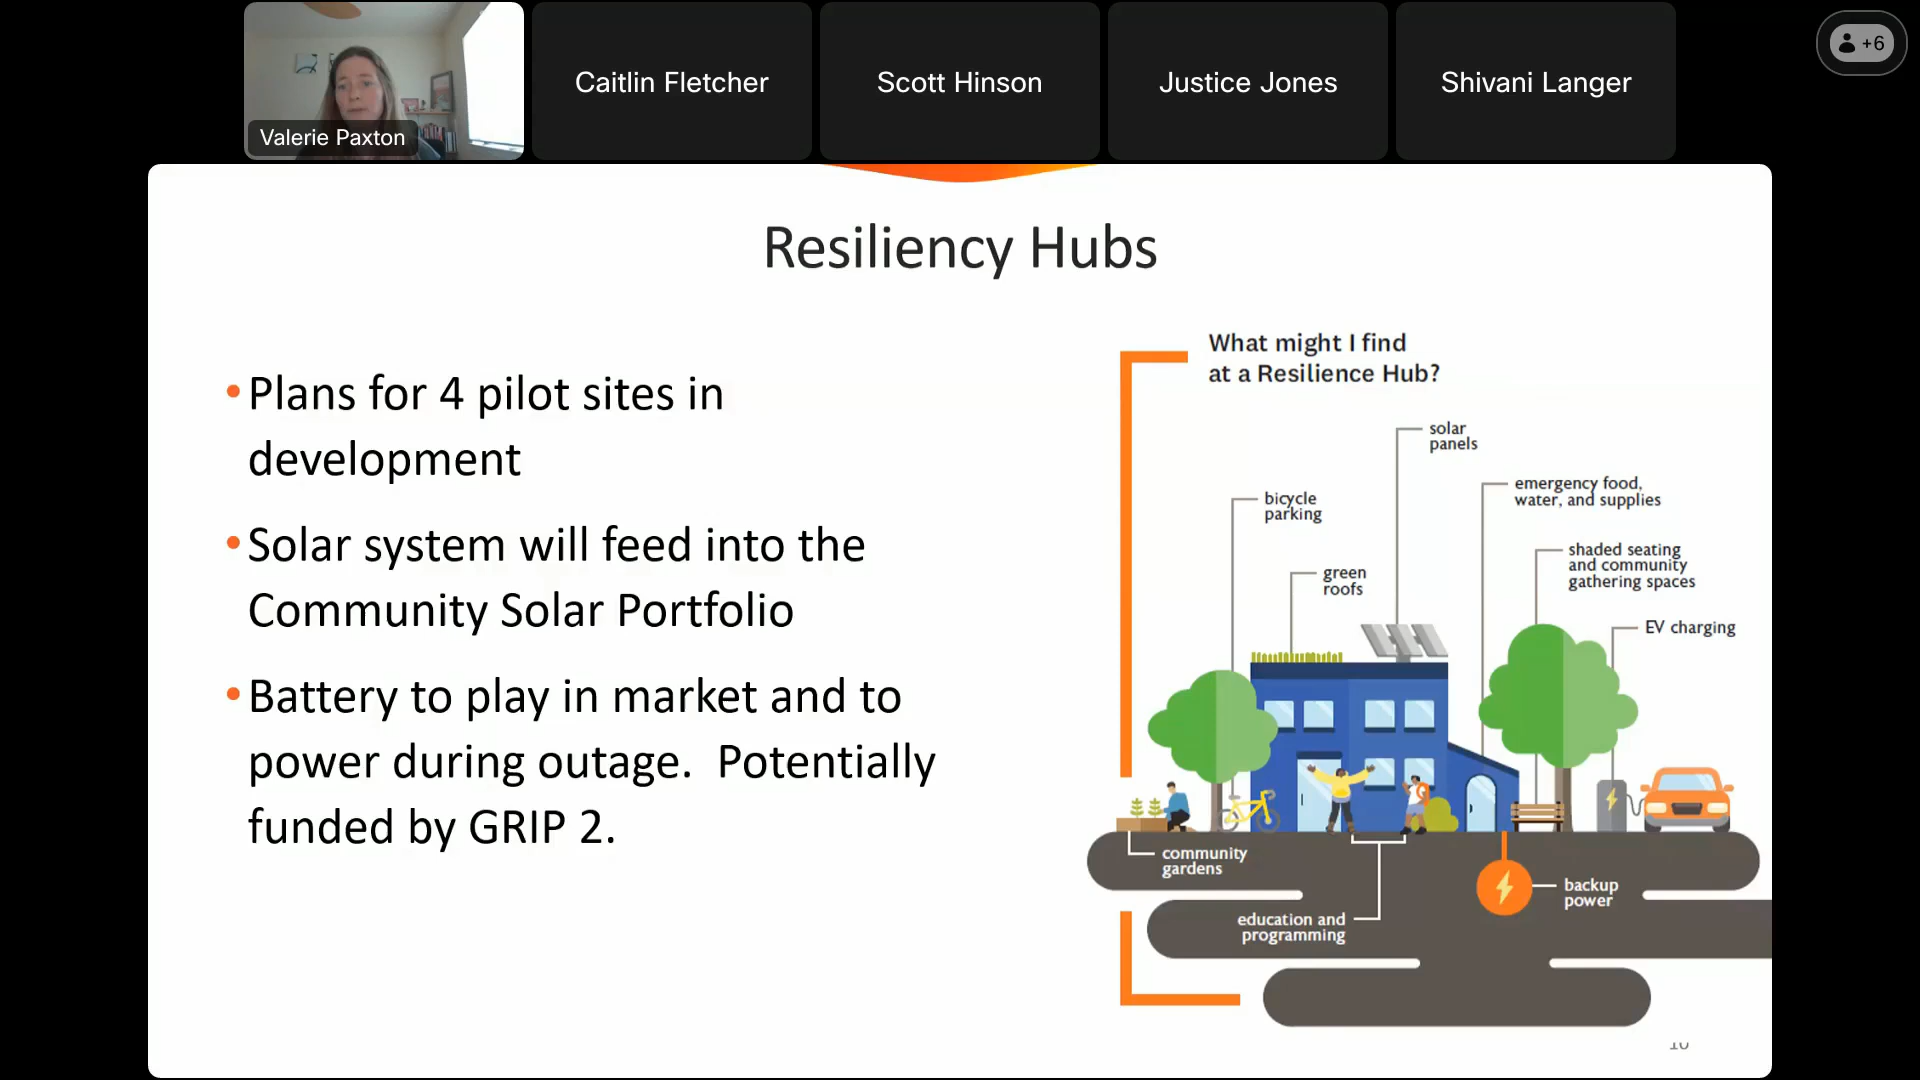 Valerie Paxton
Caitlin Fletcher
Scott Hinson
Justice Jones
Shivani Langer
+6
Resiliency Hubs
•Plans for 4 pilot sites in
development
•Solar system will feed into the
Community Solar Portfolio
•Battery to play in market and to
power during outage.  Potentially
funded by GRIP 2.
What might I find
at a Resilience Hub?
solar
panels
emergency food,
water, and supplies
bicycle
parking
shaded seating
and community
gathering spaces
green
roofs
EV charging
community
gardens
backup
power
education and
programming